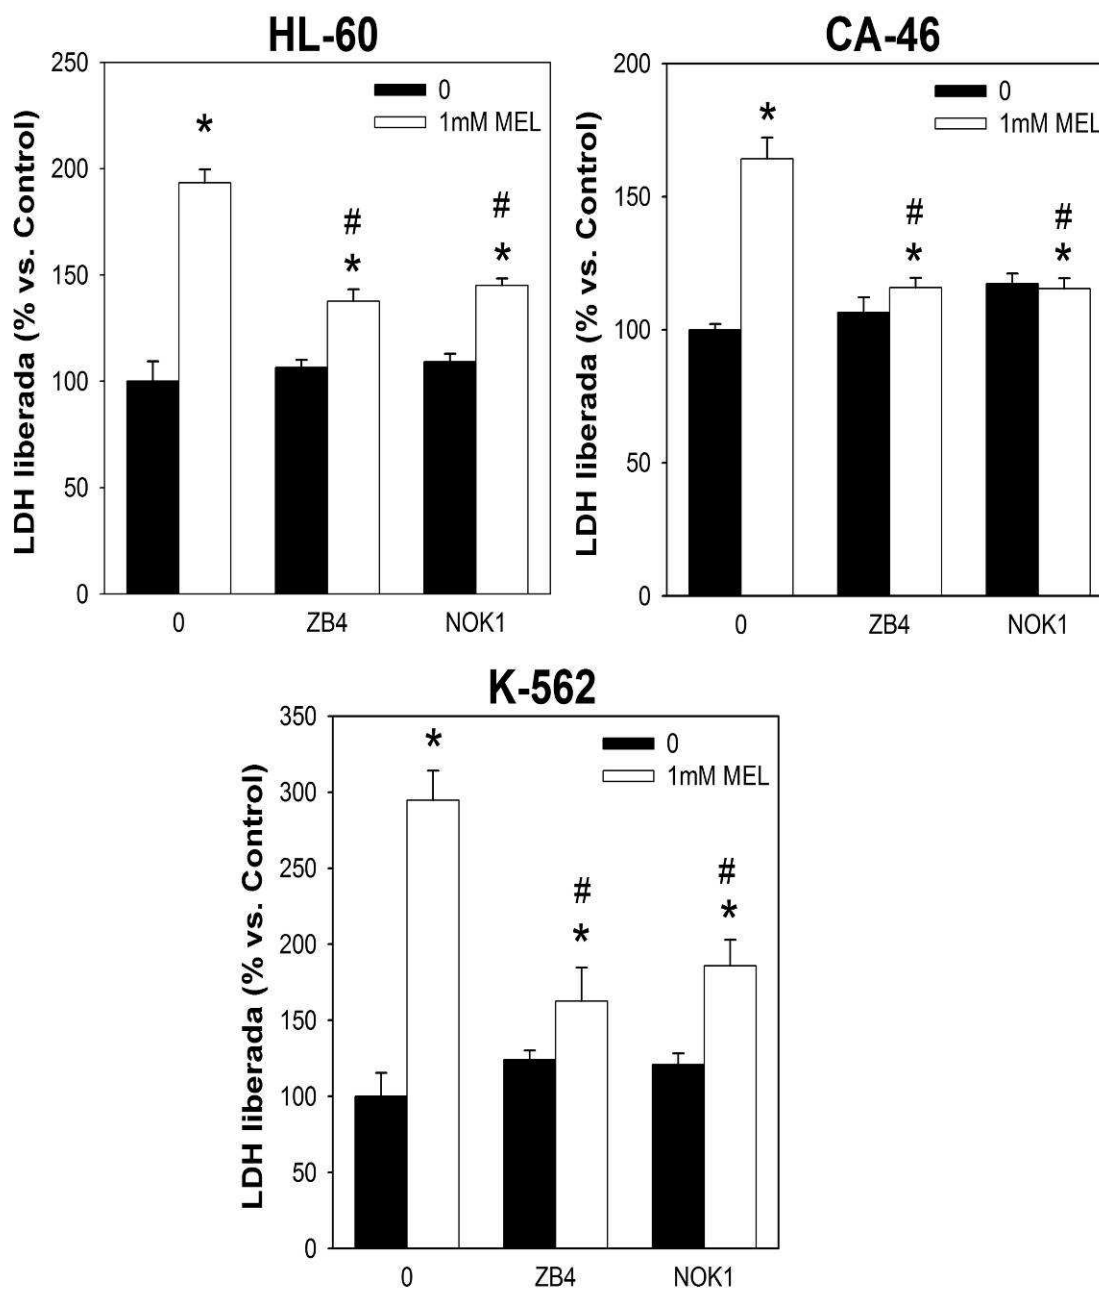 HL-60
LDH liberada (% vs. Control)
250
200
150
100
50
0
0
1mM MEL
*
#
*
#
*
0
ZB4
NOK1
CA-46
LDH liberada (% vs. Control)
200
150
100
50
0
0
1mM MEL
*
#
*
#
*
0
ZB4
NOK1
K-562
LDH liberada (% vs. Control)
350
300
250
200
150
100
50
0
0
1mM MEL
*
#
*
#
*
0
ZB4
NOK1